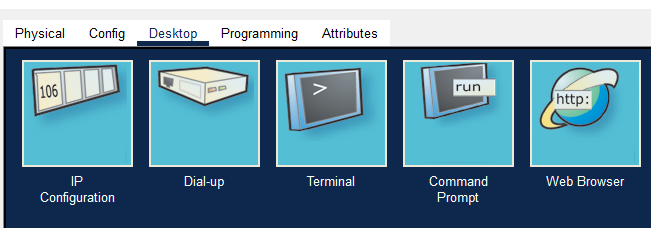 Physical Config Desktop Programming Attributes
106 > run http:
IP Configuration Dial-up Terminal Command Prompt Web Browser